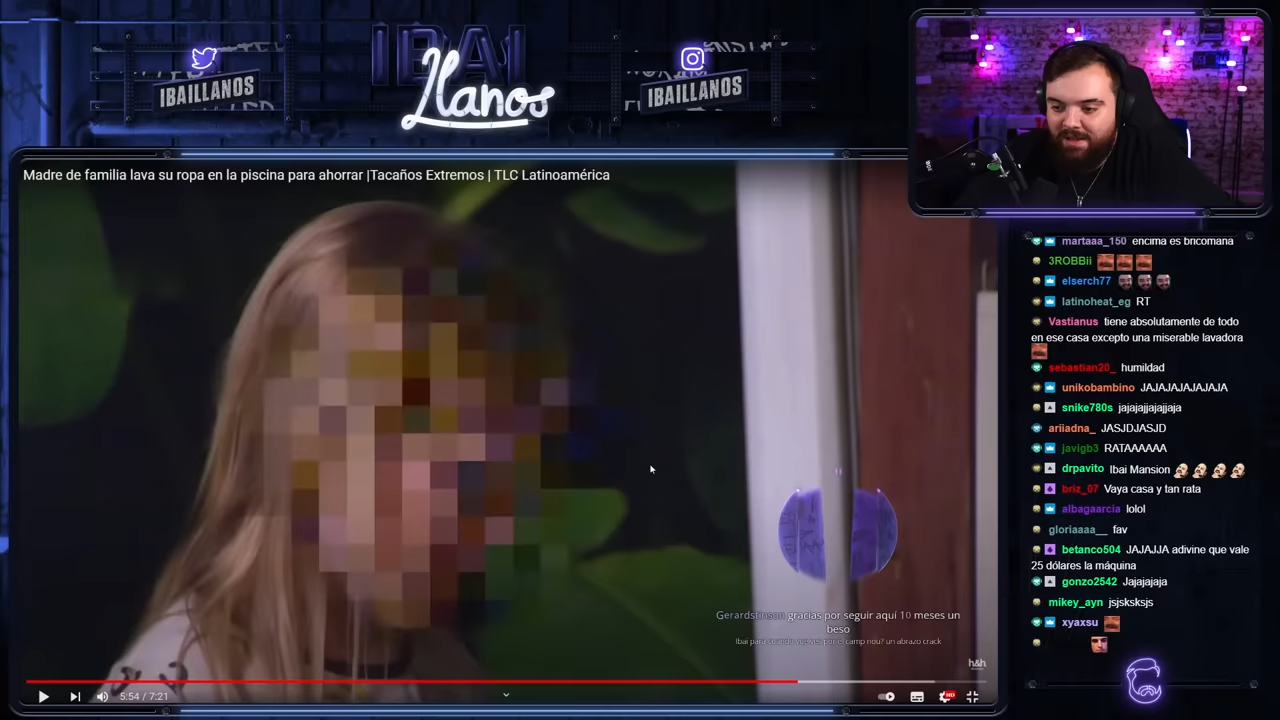 IBAI
Llanos
IBAILLANOS
IBAILLANOS
Madre de familia lava su ropa en la piscina para ahorrar |Tacaños Extremos | TLC Latinoamérica
martaaa_150 encima es bricomana
3ROBBii
elserch77
latinoheat_eg RT
Vastianus tiene absolutamente de todo
en ese casa excepto una miserable lavadora
sebastian20_ humildad
unikobambino JAJAJAJAJAJAJA
snike780s jajajajjajajjaja
ariiadna_ JASJDJASJD
javigb3 RATAAAAAA
drpavito Ibai Mansion
briz_07 Vaya casa y tan rata
albagaarcia lolol
gloriaaaa__ fav
betanco504 JAJAJJA adivine que vale
25 dólares la máquina
gonzo2542 Jajajajaja
mikey_ayn jsjsksksjs
xyaxsu
gracias por seguir aquí 10 meses un
beso
h&h
5:54 / 7:21
HD